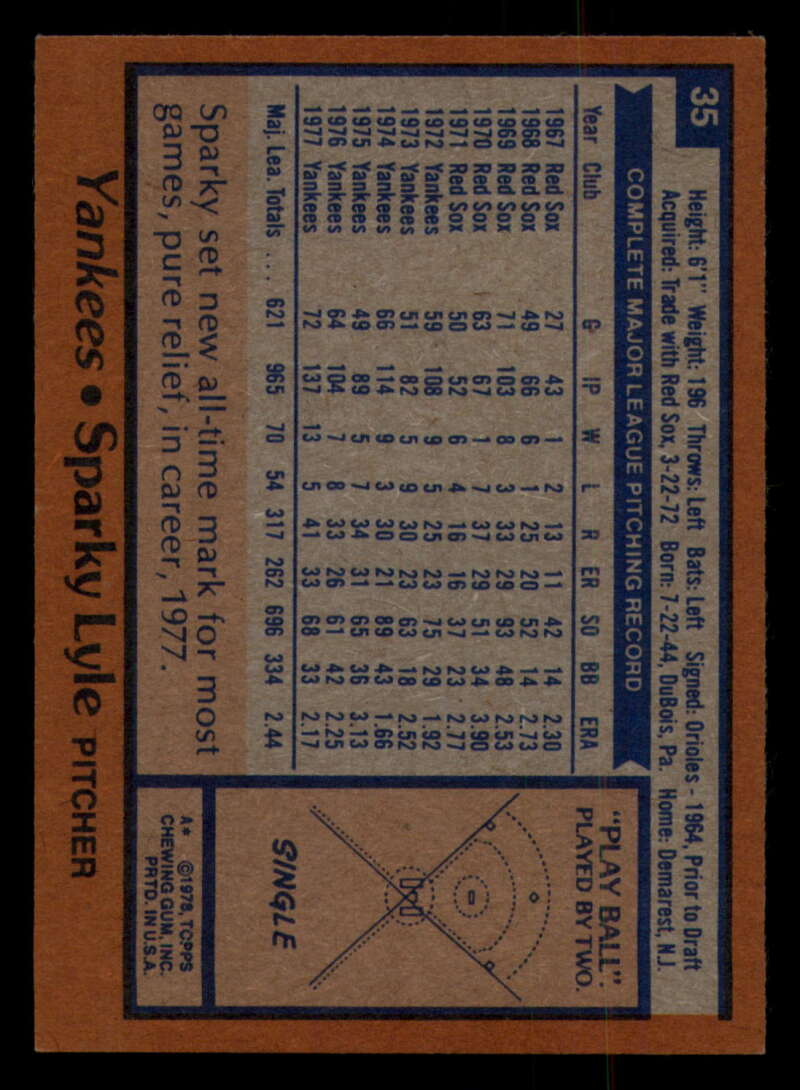 35
Height: 6'1" Weight: 196 Throws: Left Bats: Left Signed: Orioles - 1964, Prior to Draft
Acquired: Trade with Red Sox, 3-22-72 Born: 7-22-44, DuBois, Pa. Home: Demarest, N.J.
COMPLETE MAJOR LEAGUE PITCHING RECORD
Year Club G IP W L R ER SO BB ERA
1967 Red Sox 27 43 1 2 13 11 42 14 2.30
1968 Red Sox 49 66 6 1 25 20 52 14 2.73
1969 Red Sox 71 103 8 3 33 29 93 48 2.53
1970 Red Sox 63 67 1 7 37 29 51 34 3.90
1971 Red Sox 50 52 6 4 16 16 37 23 2.77
1972 Yankees 59 108 9 5 25 23 75 29 1.92
1973 Yankees 51 82 5 9 30 23 63 18 2.52
1974 Yankees 66 114 9 3 30 21 89 43 1.66
1975 Yankees 49 89 5 7 34 31 65 36 3.13
1976 Yankees 64 104 7 8 33 26 61 42 2.25
1977 Yankees 72 137 13 5 41 33 68 33 2.17
Maj. Lea. Totals ... 621 965 70 54 317 262 696 334 2.44
Sparky set new all-time mark for most
games, pure relief, in career, 1977.
"PLAY BALL"
PLAYED BY TWO.
SINGLE
A* ©1978, TOPPS
CHEWING GUM, INC.
PRTD. IN U.S.A.
Yankees • Sparky Lyle PITCHER